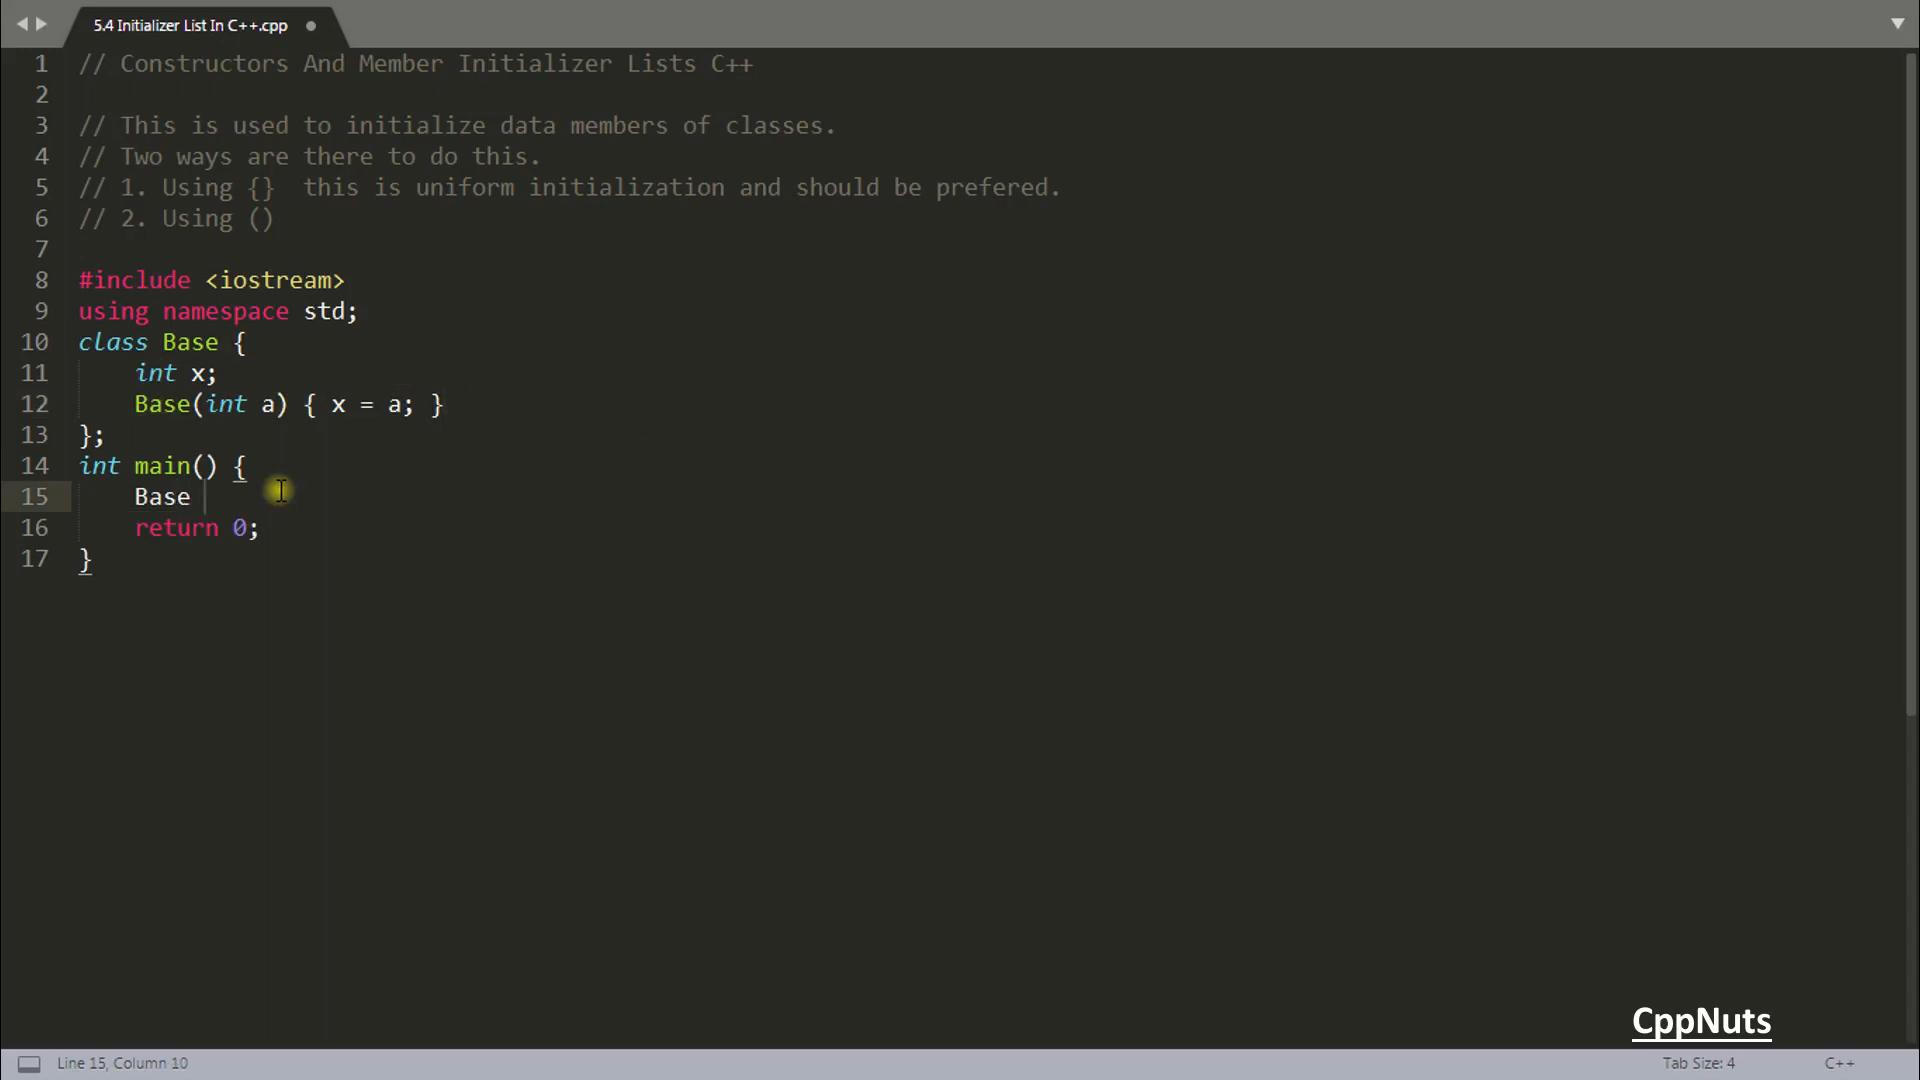 5.4 Initializer List In C++.cpp
1 // Constructors And Member Initializer Lists C++
2
3 // This is used to initialize data members of classes.
4 // Two ways are there to do this.
5 // 1. Using {}  this is uniform initialization and should be prefered.
6 // 2. Using ()
7
8 #include <iostream>
9 using namespace std;
10 class Base {
11     int x;
12     Base(int a) { x = a; }
13 };
14 int main() {
15     Base
16     return 0;
17 }
CppNuts
Line 15, Column 10 Tab Size: 4 C++